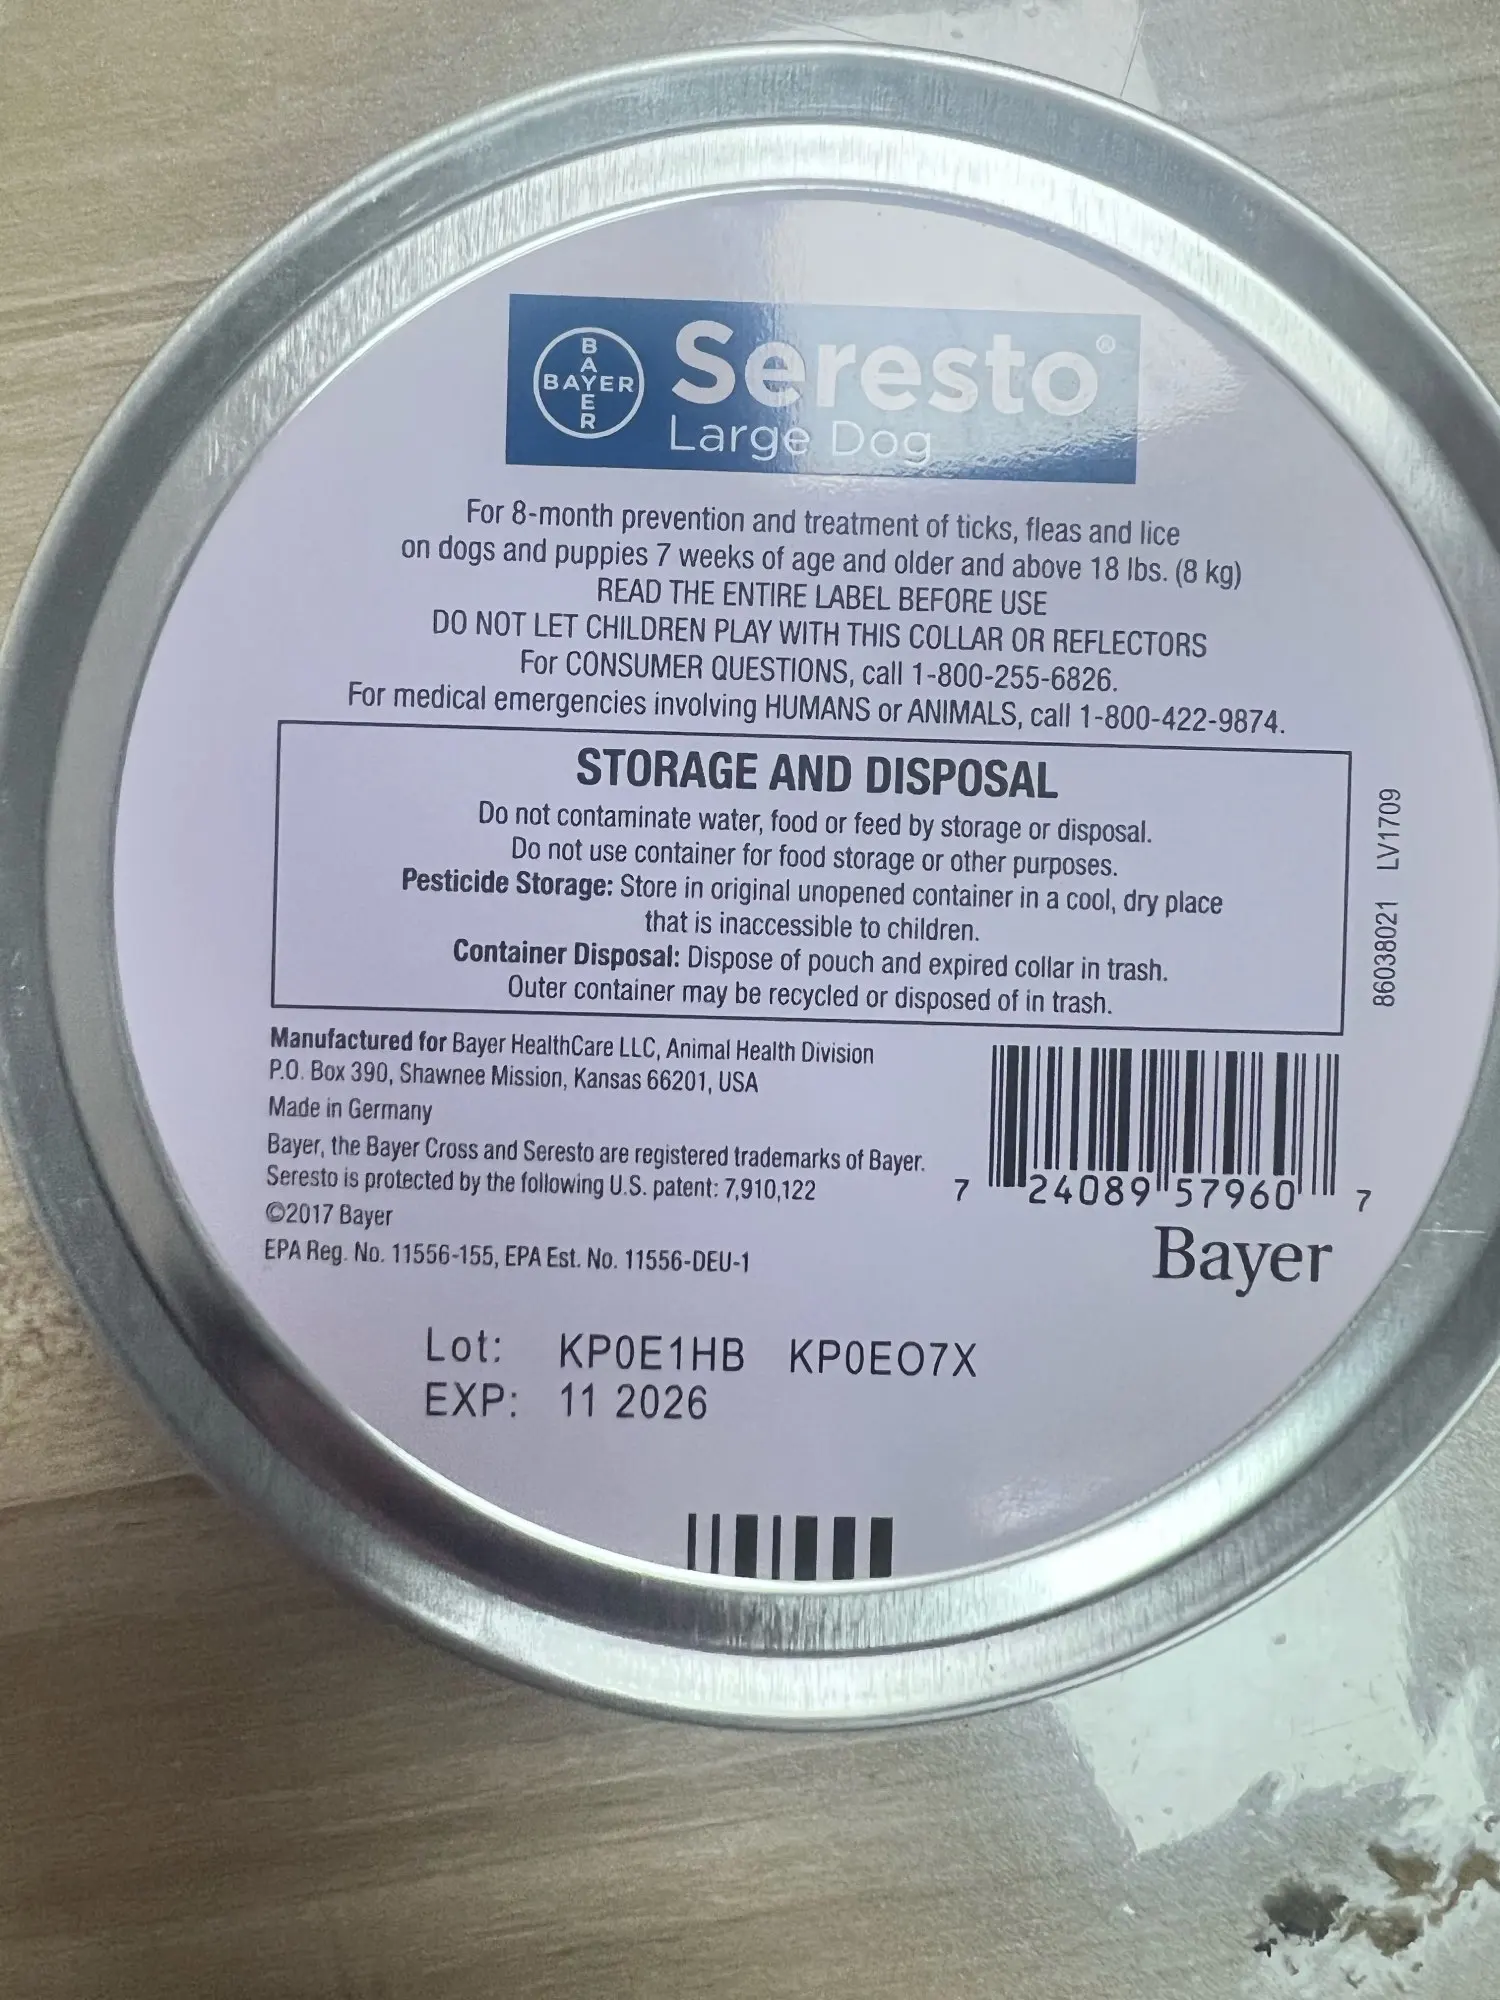 BAYER
BAYER
Seresto®
Large Dog
For 8-month prevention and treatment of ticks, fleas and lice
on dogs and puppies 7 weeks of age and older and above 18 lbs. (8 kg)
READ THE ENTIRE LABEL BEFORE USE
DO NOT LET CHILDREN PLAY WITH THIS COLLAR OR REFLECTORS
For CONSUMER QUESTIONS, call 1-800-255-6826.
For medical emergencies involving HUMANS or ANIMALS, call 1-800-422-9874.
STORAGE AND DISPOSAL
Do not contaminate water, food or feed by storage or disposal.
Do not use container for food storage or other purposes.
Pesticide Storage: Store in original unopened container in a cool, dry place
that is inaccessible to children.
Container Disposal: Dispose of pouch and expired collar in trash.
Outer container may be recycled or disposed of in trash.
86038021 LV1709
Manufactured for Bayer HealthCare LLC, Animal Health Division
P.O. Box 390, Shawnee Mission, Kansas 66201, USA
Made in Germany
Bayer, the Bayer Cross and Seresto are registered trademarks of Bayer.
Seresto is protected by the following U.S. patent: 7,910,122
©2017 Bayer
EPA Reg. No. 11556-155, EPA Est. No. 11556-DEU-1
7 24089 57960 7
Bayer
Lot: KP0E1HB KP0EO7X
EXP: 11 2026